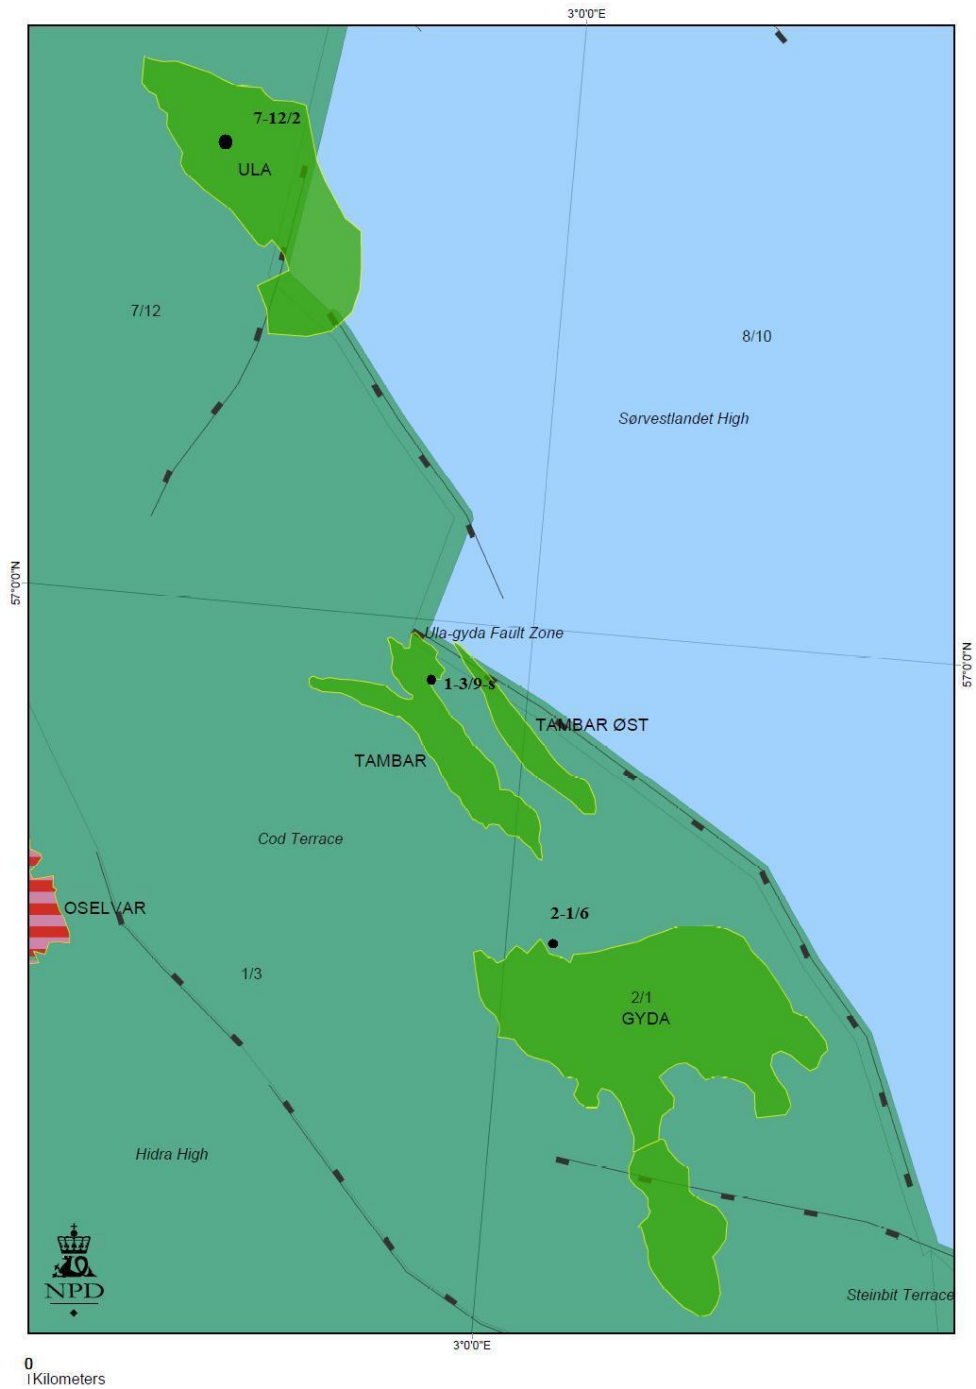 3°0'0"E
7-12/2
ULA
7/12
8/10
Sørvestlandet High
57°0'0"N
Ula-gyda Fault Zone
57°0'0"N
1-3/9-s
TAMBAR ØST
TAMBAR
Cod Terrace
OSELVAR
2-1/6
1/3
2/1
GYDA
Hidra High
NPD
Steinbit Terrace
3°0'0"E
0
Kilometers